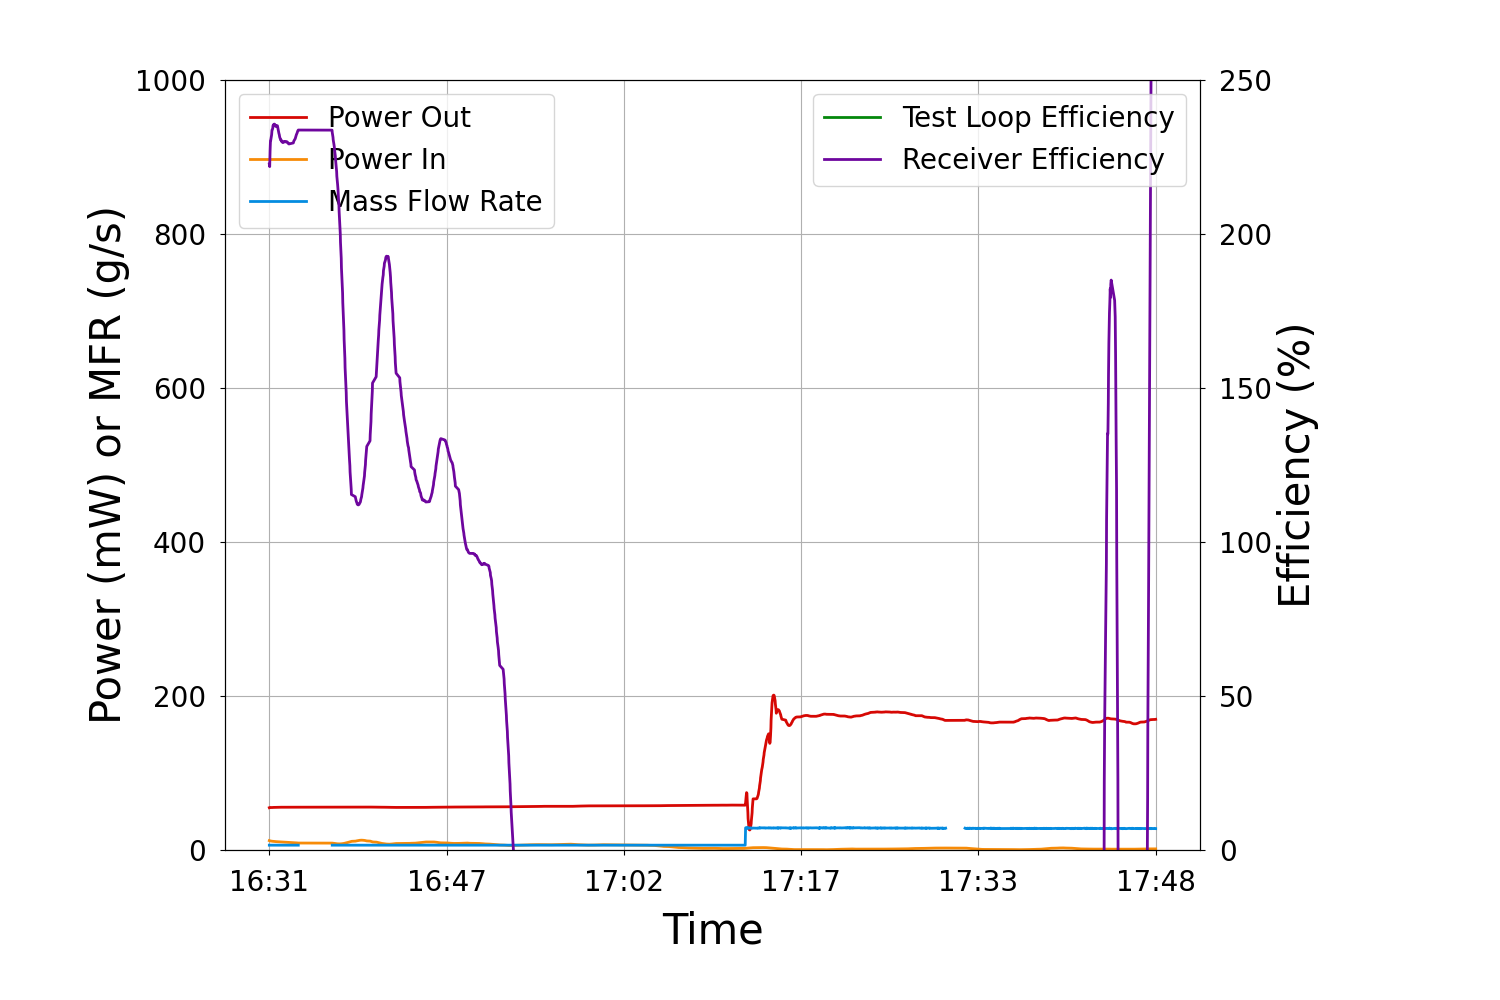 1000
800
600
400
200
0
Power (mW) or MFR (g/s)
Power Out
Power In
Mass Flow Rate
Test Loop Efficiency
Receiver Efficiency
250
200
150
100
50
0
Efficiency (%)
16:31 16:47 17:02 17:17 17:33 17:48
Time